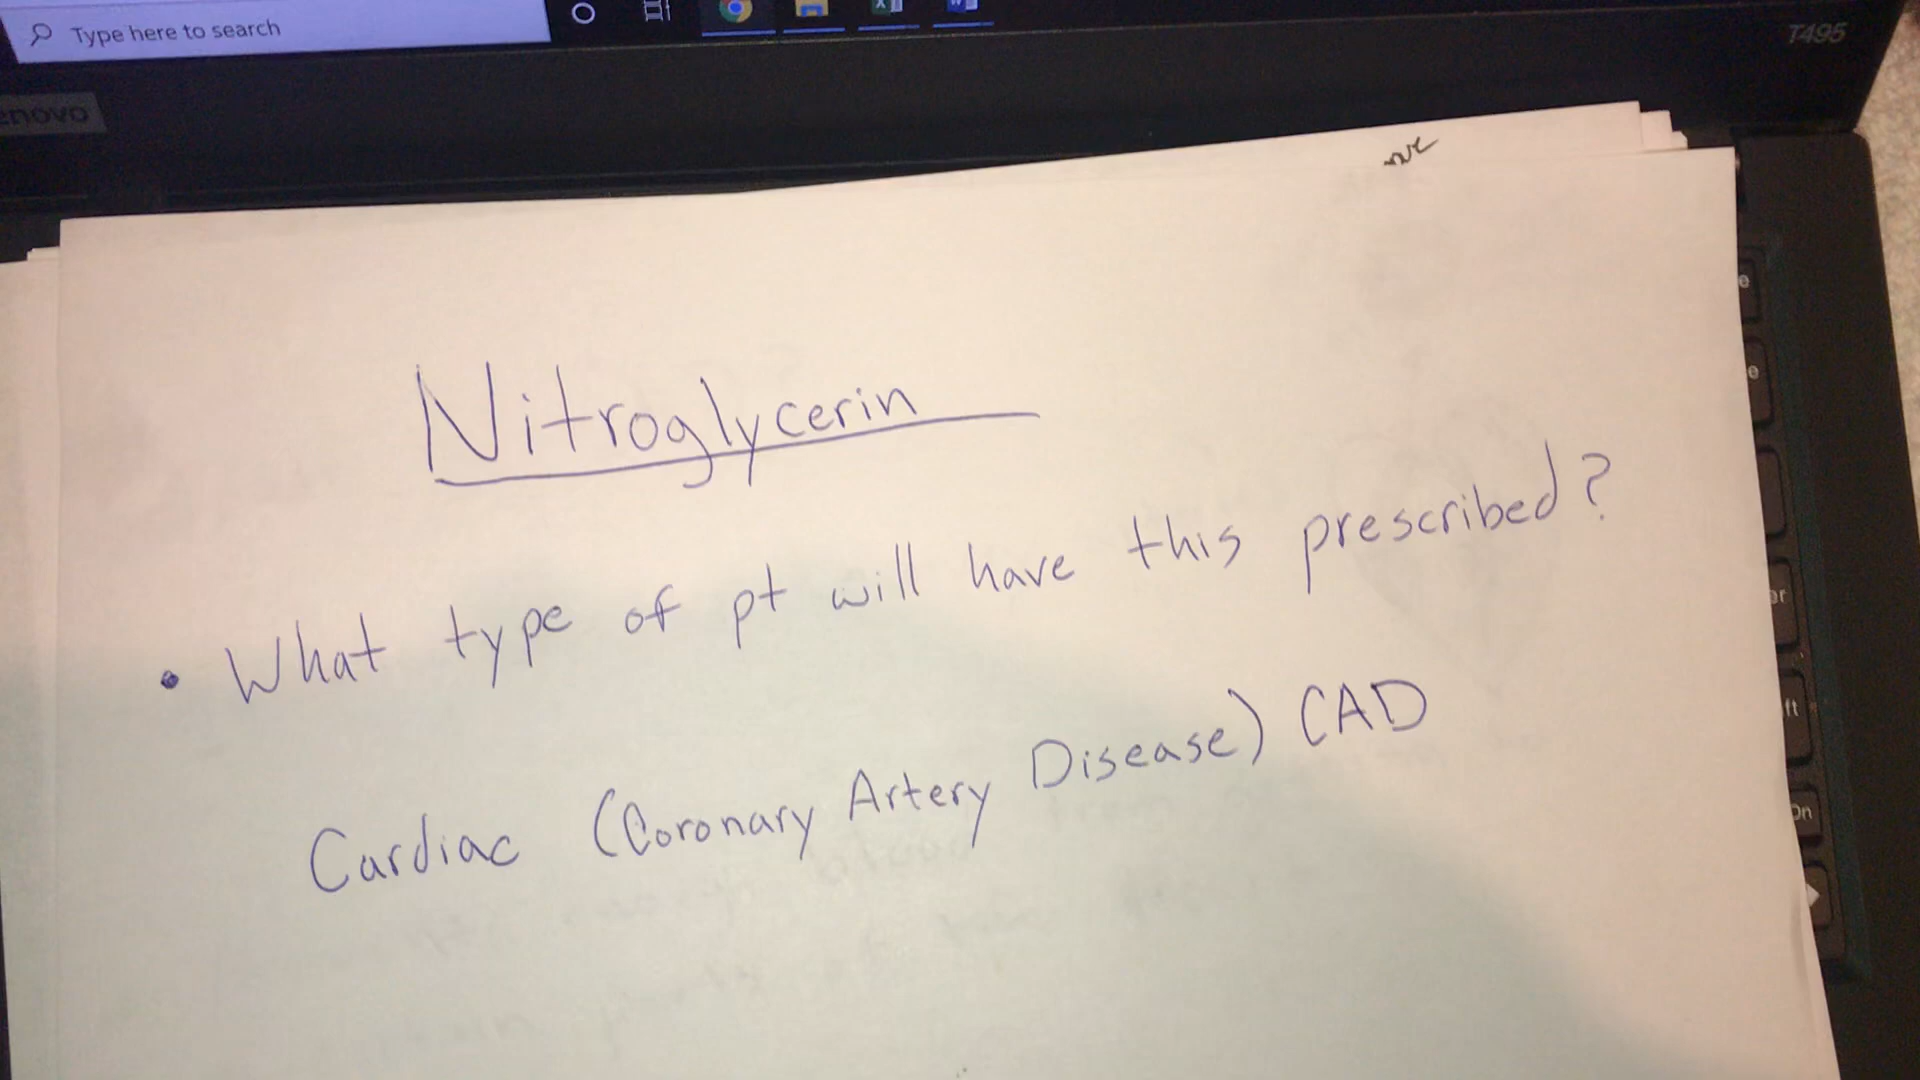 Type here to search
T495
enovo
Nitroglycerin
• What type of pt will have this prescribed?
Cardiac (Coronary Artery Disease) CAD